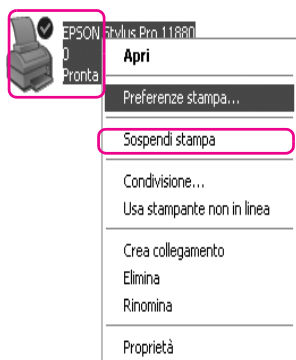 EPSON Stylus Pro 11880
0
Pronta
Apri
Preferenze stampa...
Sospendi stampa
Condivisione...
Usa stampante non in linea
Crea collegamento
Elimina
Rinomina
Proprietà